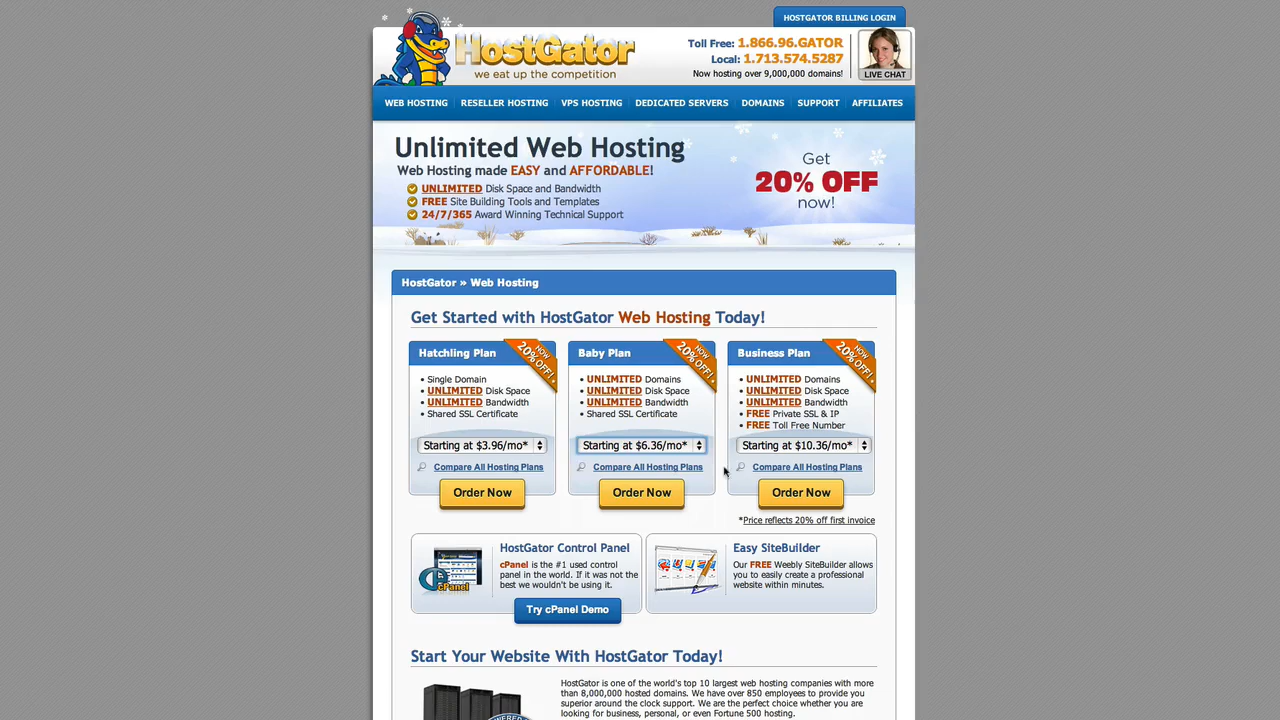 HOSTGATOR BILLING LOGIN
HostGator
we eat up the competition
Toll Free: 1.866.96.GATOR
Local: 1.713.574.5287
Now hosting over 9,000,000 domains!
LIVE CHAT
WEB HOSTING RESELLER HOSTING VPS HOSTING DEDICATED SERVERS DOMAINS SUPPORT AFFILIATES
Unlimited Web Hosting
Web Hosting made EASY and AFFORDABLE!
UNLIMITED Disk Space and Bandwidth
FREE Site Building Tools and Templates
24/7/365 Award Winning Technical Support
Get
20% OFF
now!
HostGator » Web Hosting
Get Started with HostGator Web Hosting Today!
Hatchling Plan
NOW
20% OFF!
• Single Domain
• UNLIMITED Disk Space
• UNLIMITED Bandwidth
• Shared SSL Certificate
Starting at $3.96/mo*
Compare All Hosting Plans
Order Now
Baby Plan
NOW
20% OFF!
• UNLIMITED Domains
• UNLIMITED Disk Space
• UNLIMITED Bandwidth
• Shared SSL Certificate
Starting at $6.36/mo*
Compare All Hosting Plans
Order Now
Business Plan
NOW
20% OFF!
• UNLIMITED Domains
• UNLIMITED Disk Space
• UNLIMITED Bandwidth
• FREE Private SSL & IP
• FREE Toll Free Number
Starting at $10.36/mo*
Compare All Hosting Plans
Order Now
*Price reflects 20% off first invoice
cPanel
HostGator Control Panel
cPanel is the #1 used control
panel in the world. If it was not the
best we wouldn't be using it.
Try cPanel Demo
Easy SiteBuilder
Our FREE Weebly SiteBuilder allows
you to easily create a professional
website within minutes.
Start Your Website With HostGator Today!
HostGator is one of the world's top 10 largest web hosting companies with more
than 8,000,000 hosted domains. We have over 850 employees to provide you
superior around the clock support. We are the perfect choice whether you are
looking for business, personal, or even Fortune 500 hosting.